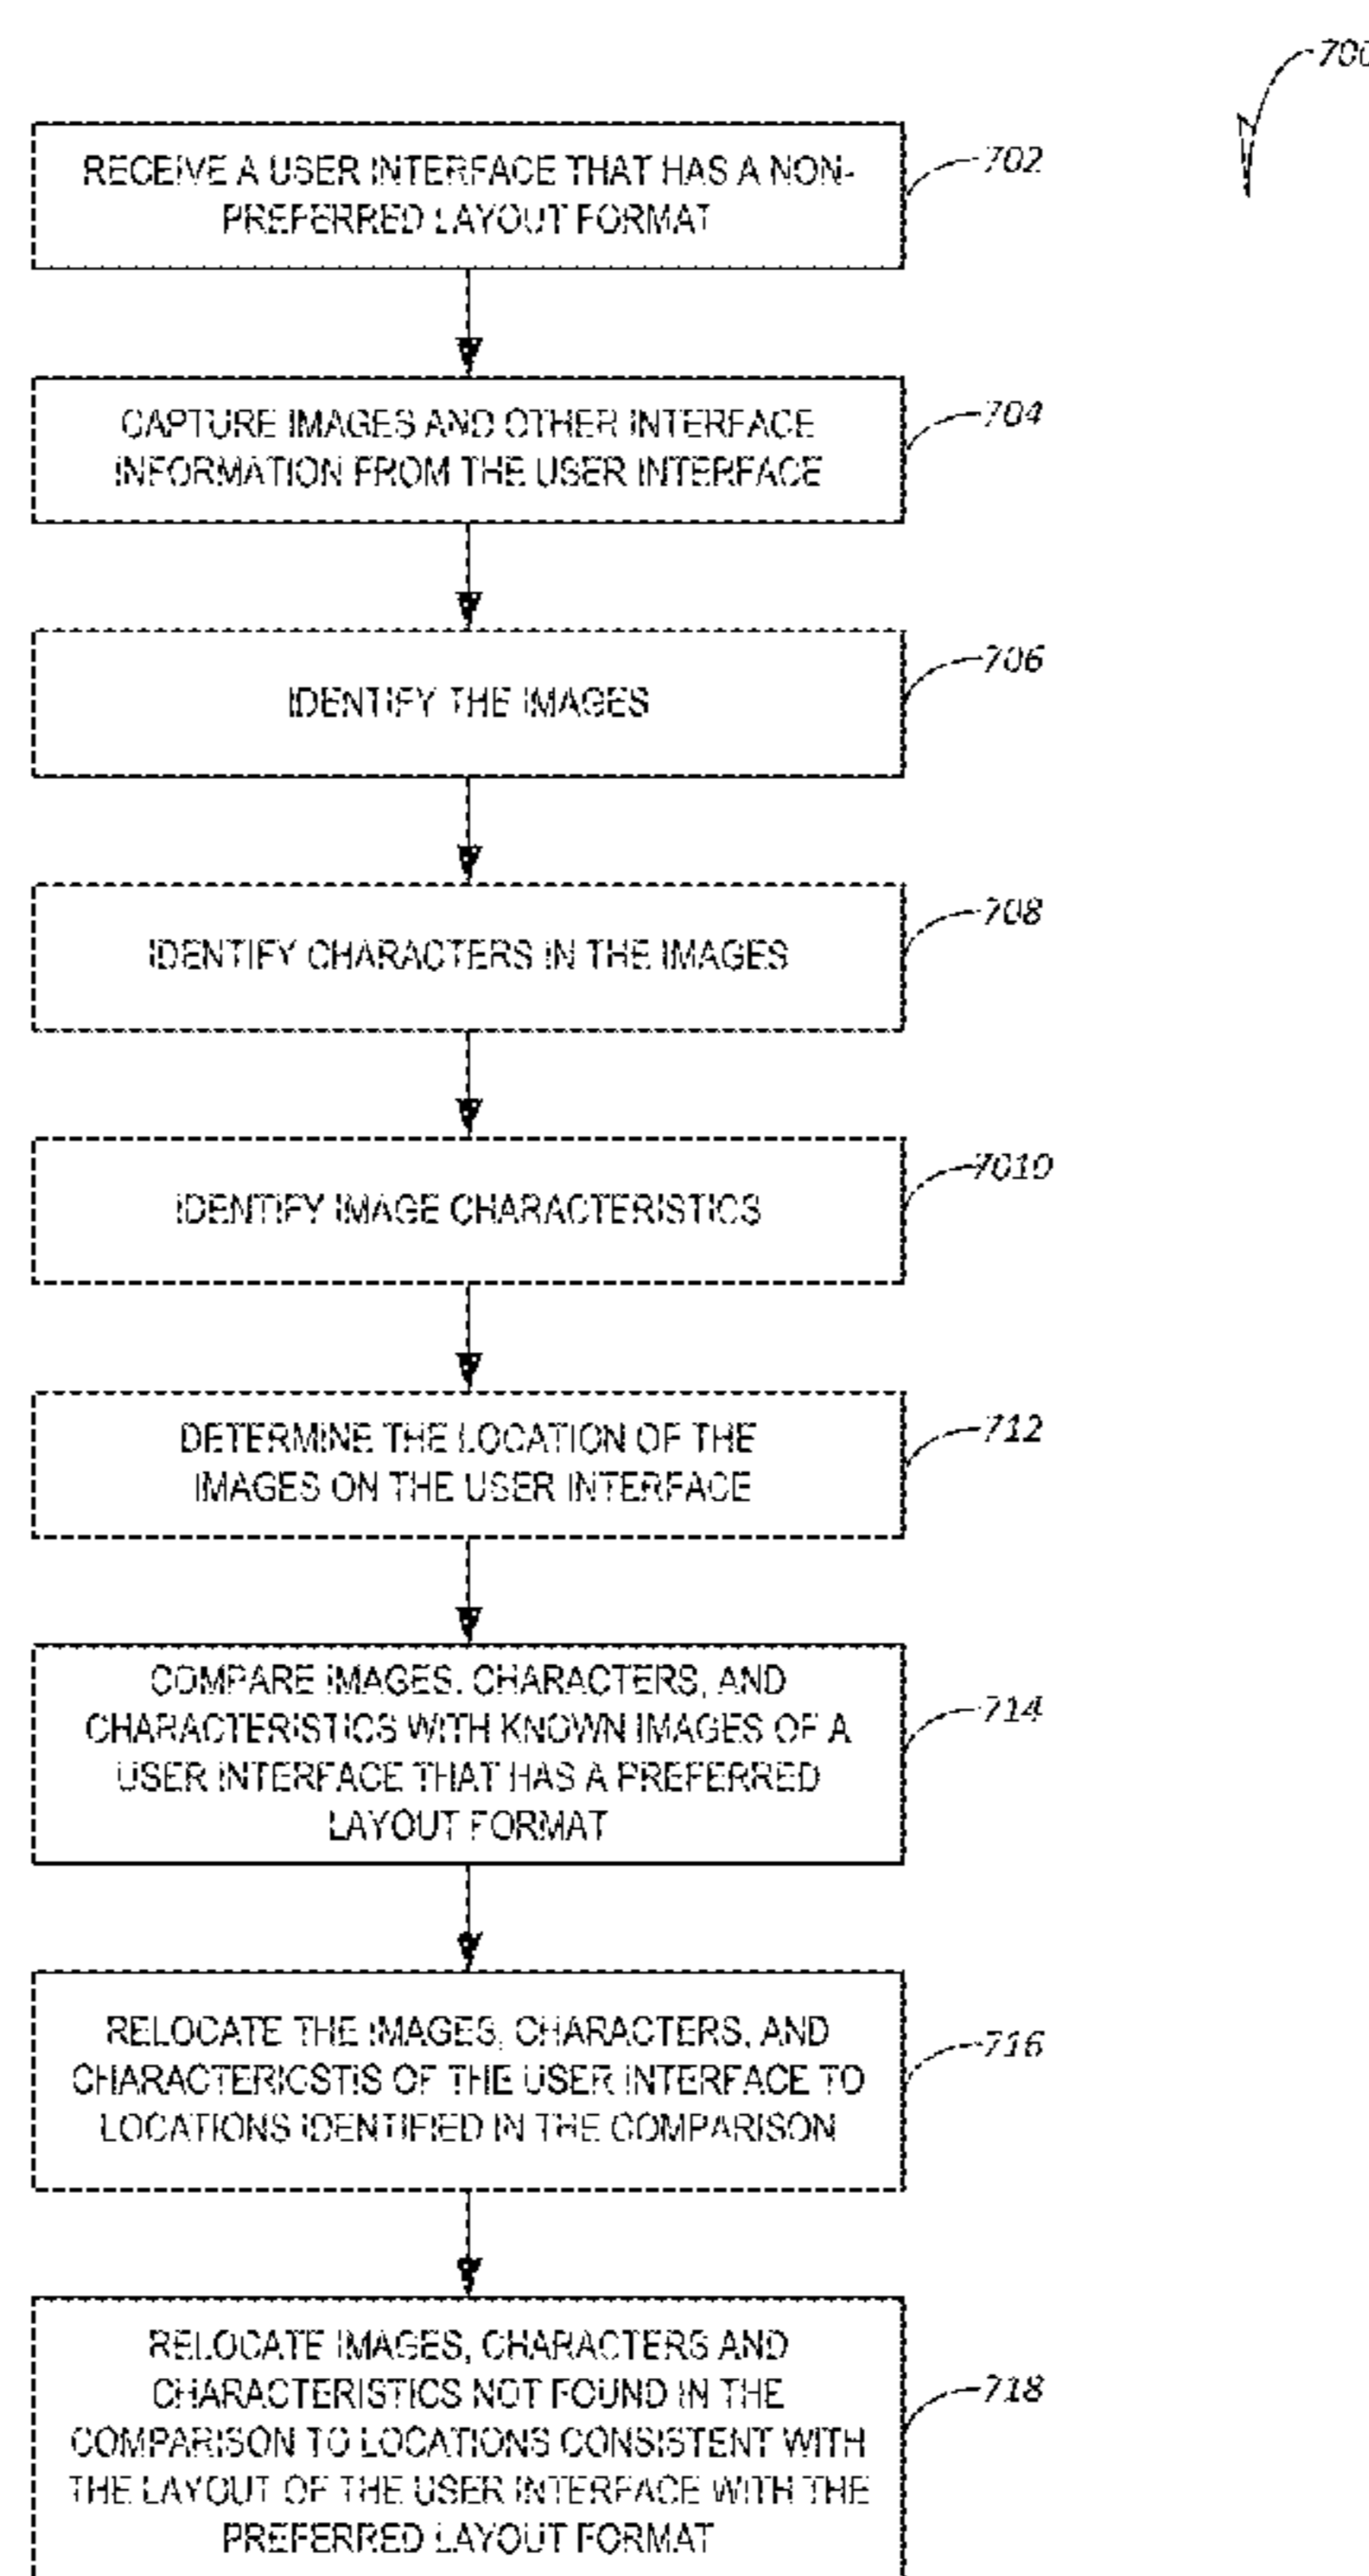 700
RECEIVE A USER INTERFACE THAT HAS A NON-
PREFERRED LAYOUT FORMAT
702
CAPTURE IMAGES AND OTHER INTERFACE
INFORMATION FROM THE USER INTERFACE
704
IDENTIFY THE IMAGES
706
IDENTIFY CHARACTERS IN THE IMAGES
708
IDENTIFY IMAGE CHARACTERISTICS
7010
DETERMINE THE LOCATION OF THE
IMAGES ON THE USER INTERFACE
712
COMPARE IMAGES, CHARACTERS, AND
CHARACTERISTICS WITH KNOWN IMAGES OF A
USER INTERFACE THAT HAS A PREFERRED
LAYOUT FORMAT
714
RELOCATE THE IMAGES, CHARACTERS, AND
CHARACTERICSTIS OF THE USER INTERFACE TO
LOCATIONS IDENTIFIED IN THE COMPARISON
716
RELOCATE IMAGES, CHARACTERS AND
CHARACTERISTICS NOT FOUND IN THE
COMPARISON TO LOCATIONS CONSISTENT WITH
THE LAYOUT OF THE USER INTERFACE WITH THE
PREFERRED LAYOUT FORMAT
718